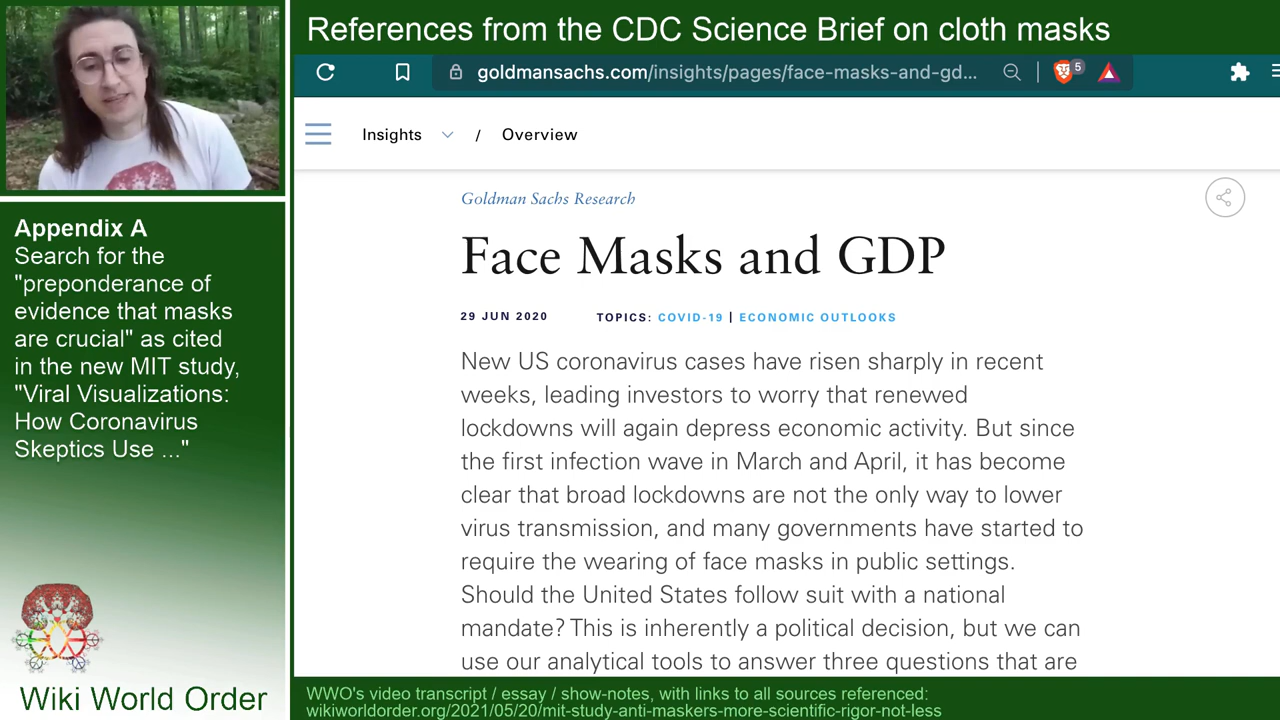 References from the CDC Science Brief on cloth masks
goldmansachs.com/insights/pages/face-masks-and-gd...
5
Insights / Overview
Goldman Sachs Research
Face Masks and GDP
29 JUN 2020 TOPICS: COVID-19 | ECONOMIC OUTLOOKS
New US coronavirus cases have risen sharply in recent
weeks, leading investors to worry that renewed
lockdowns will again depress economic activity. But since
the first infection wave in March and April, it has become
clear that broad lockdowns are not the only way to lower
virus transmission, and many governments have started to
require the wearing of face masks in public settings.
Should the United States follow suit with a national
mandate? This is inherently a political decision, but we can
use our analytical tools to answer three questions that are
Appendix A
Search for the
"preponderance of
evidence that masks
are crucial" as cited
in the new MIT study,
"Viral Visualizations:
How Coronavirus
Skeptics Use ..."
Wiki World Order
WWO's video transcript / essay / show-notes, with links to all sources referenced:
wikiworldorder.org/2021/05/20/mit-study-anti-maskers-more-scientific-rigor-not-less